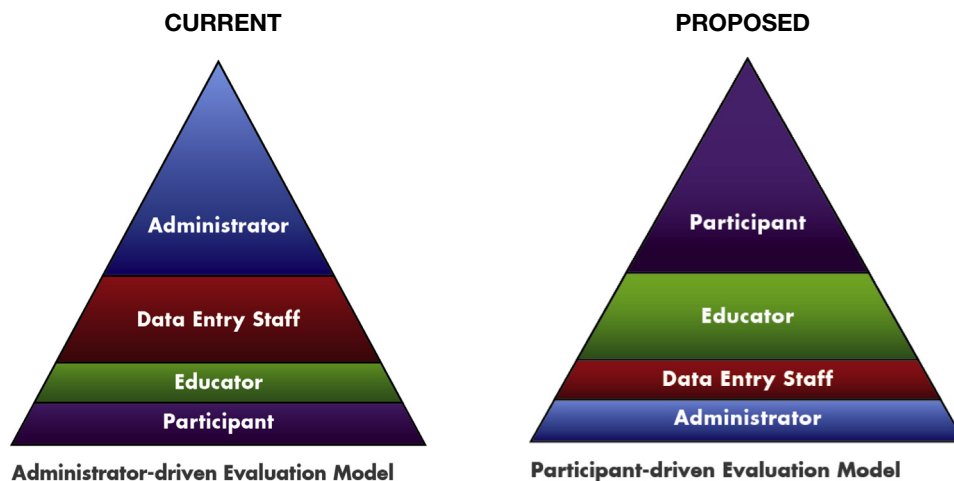 CURRENT
Administrator
Data Entry Staff
Educator
Participant
Administrator-driven Evaluation Model
PROPOSED
Participant
Educator
Data Entry Staff
Administrator
Participant-driven Evaluation Model